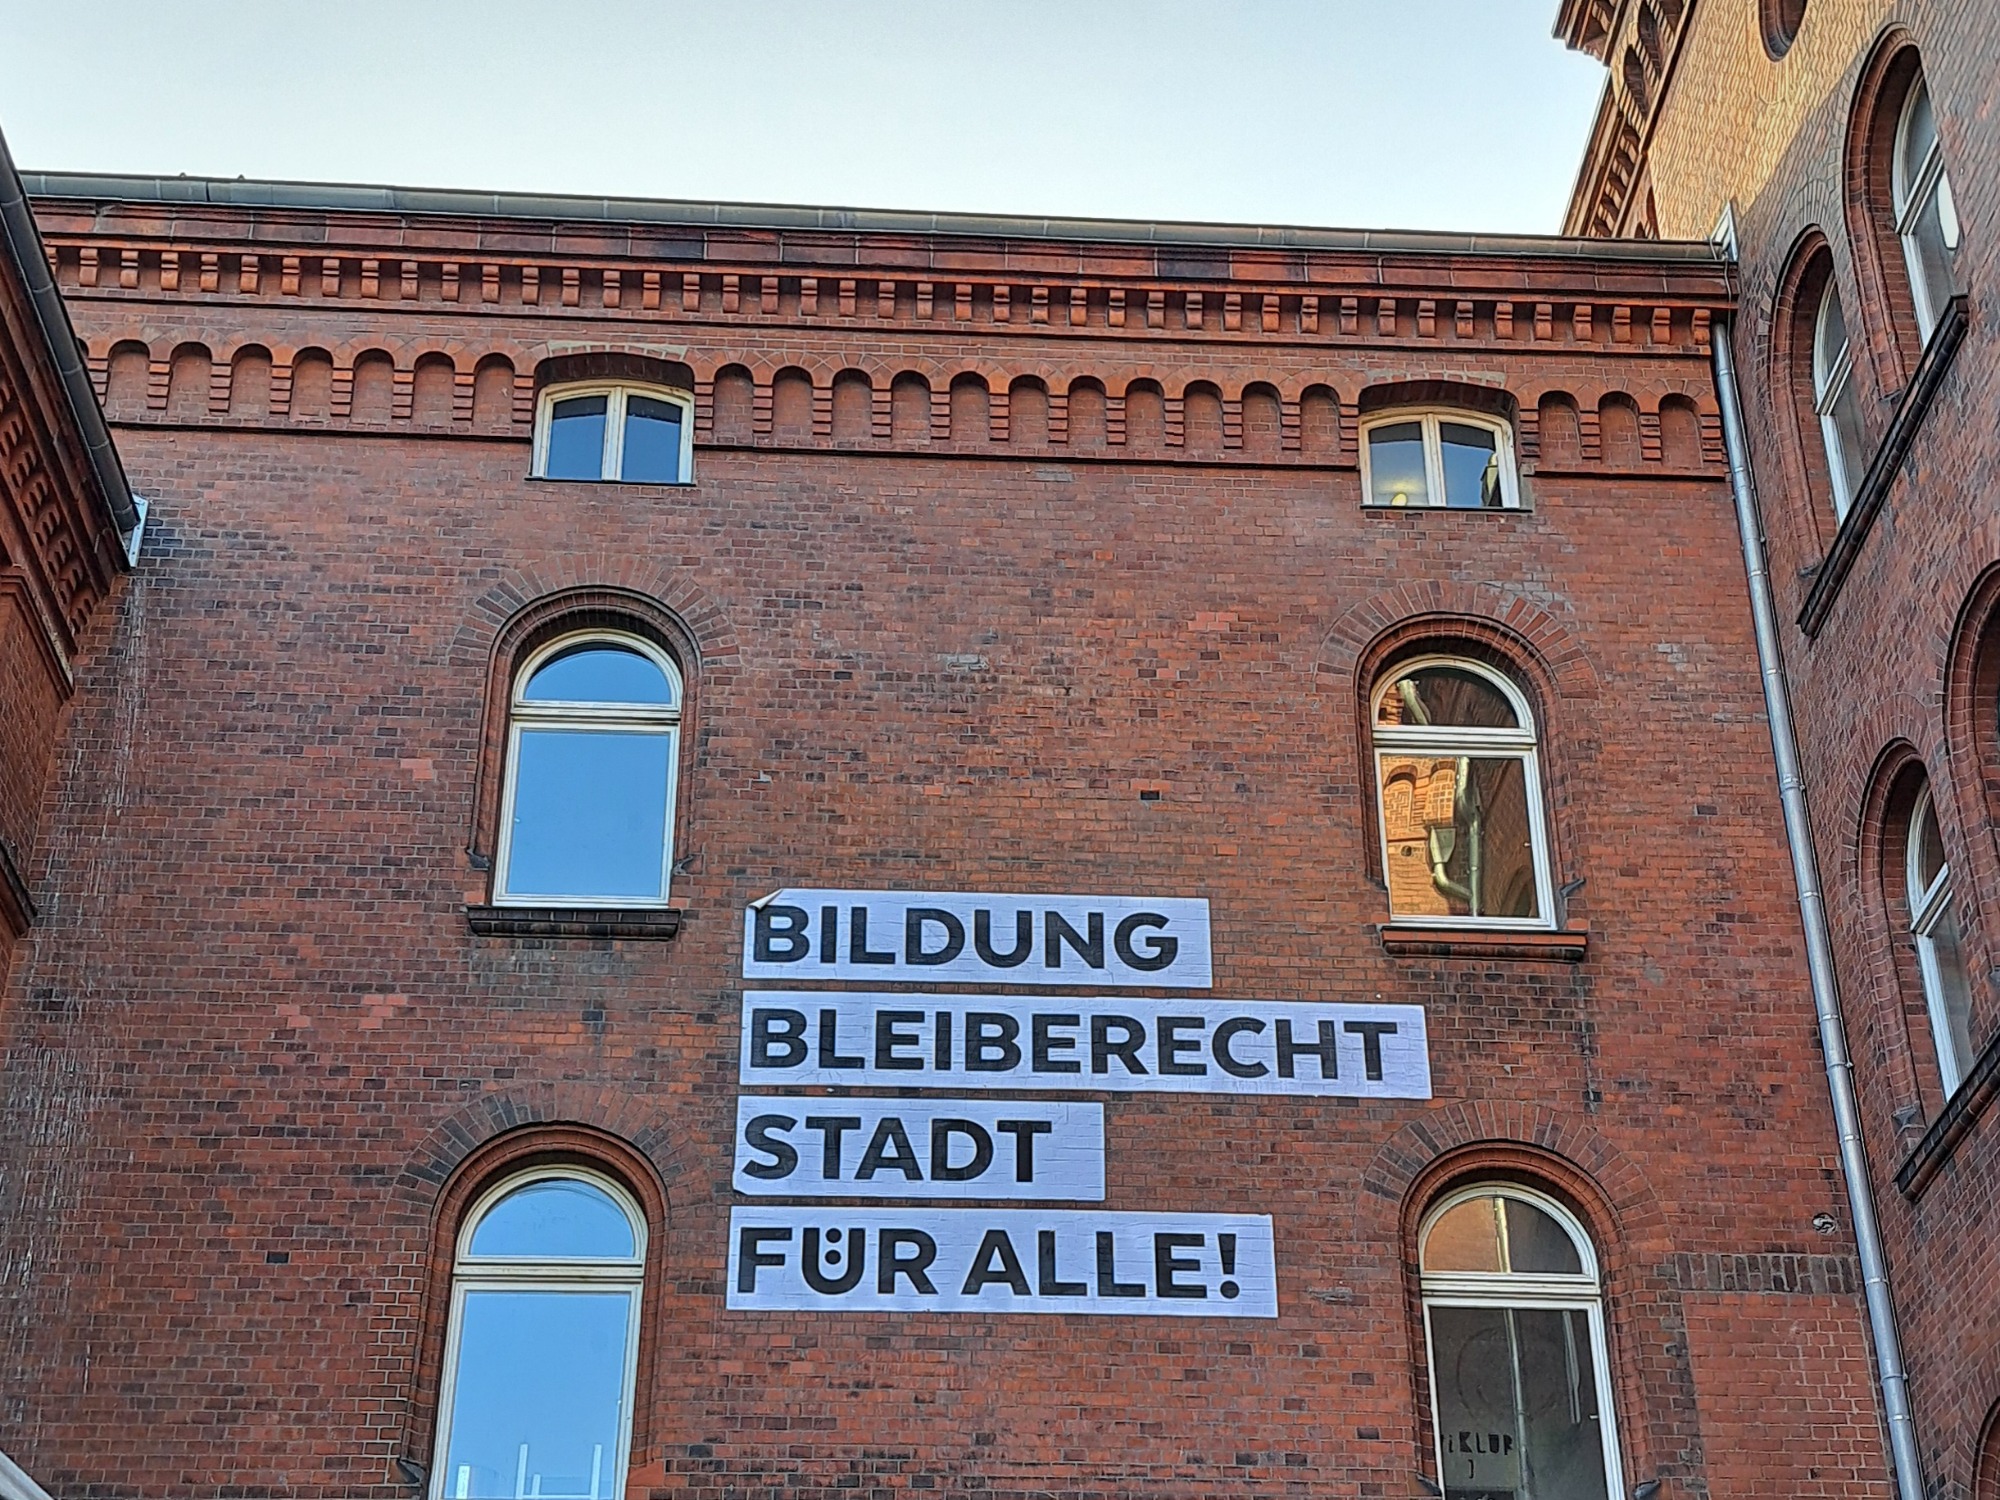 BILDUNG
BLEIBERECHT
STADT
FÜR ALLE!